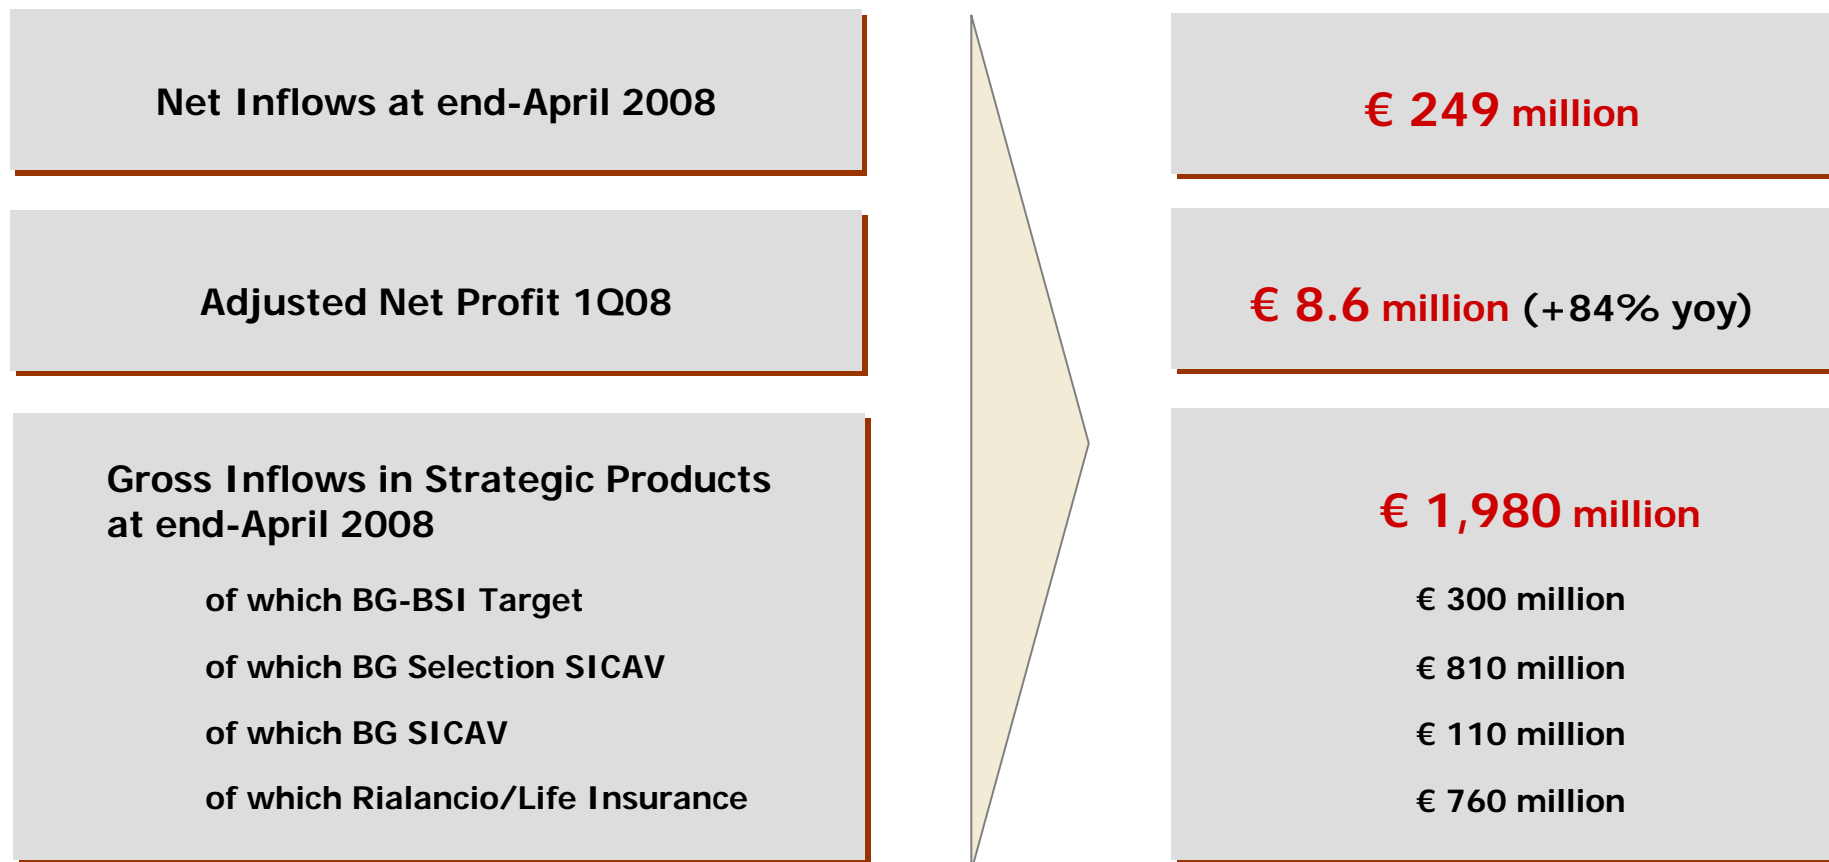 Net Inflows at end-April 2008
€ 249 million
Adjusted Net Profit 1Q08
€ 8.6 million (+84% yoy)
Gross Inflows in Strategic Products
at end-April 2008
€ 1,980 million
of which BG-BSI Target
€ 300 million
of which BG Selection SICAV
€ 810 million
of which BG SICAV
€ 110 million
of which Rialancio/Life Insurance
€ 760 million